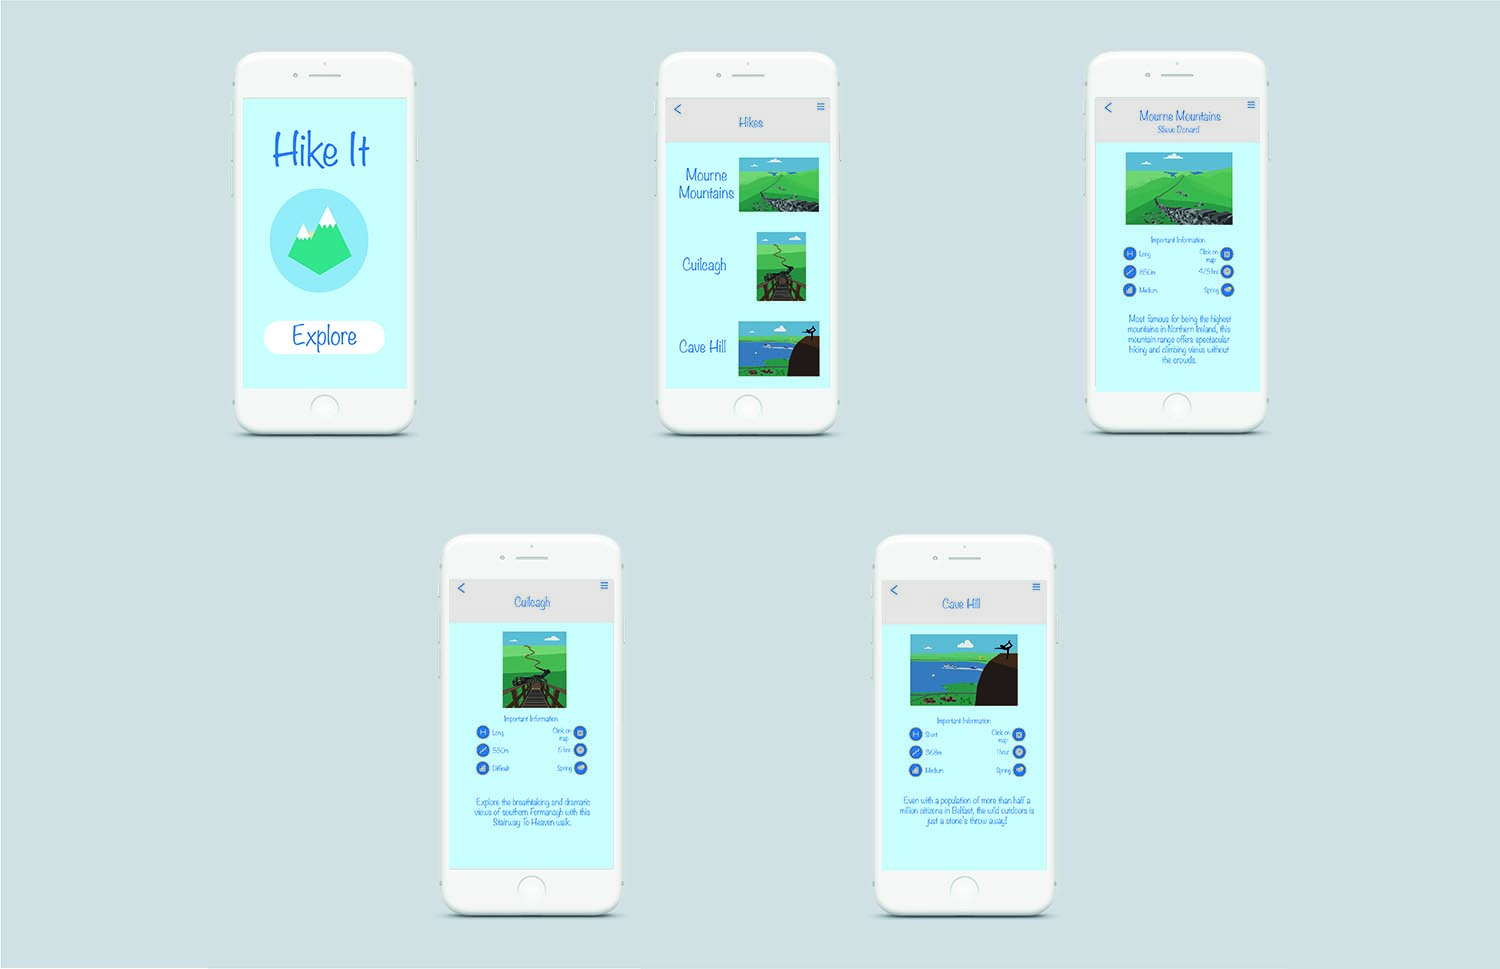 Hike It
Explore
Hikes
Mourne
Mountains
Cuilcagh
Cave Hill
Mourne Mountains
Slieve Donard
Important Information
Long
Click on
map
850m
4/5 hrs
Medium
Spring
Most famous for being the highest
mountains in Northern Ireland, this
mountain range offers spectacular
hiking and climbing views without
the crowds.
Cuilcagh
Important Information
Long
Click on
map
550m
6 hrs
Difficult
Spring
Explore the breathtaking and dramatic
views of southern Fermanagh with this
Stairway To Heaven walk.
Cave Hill
Important Information
Short
Click on
map
368m
1 hour
Medium
Spring
Even with a population of more than half a
million citizens in Belfast, the wild outdoors is
just a stone's throw away!